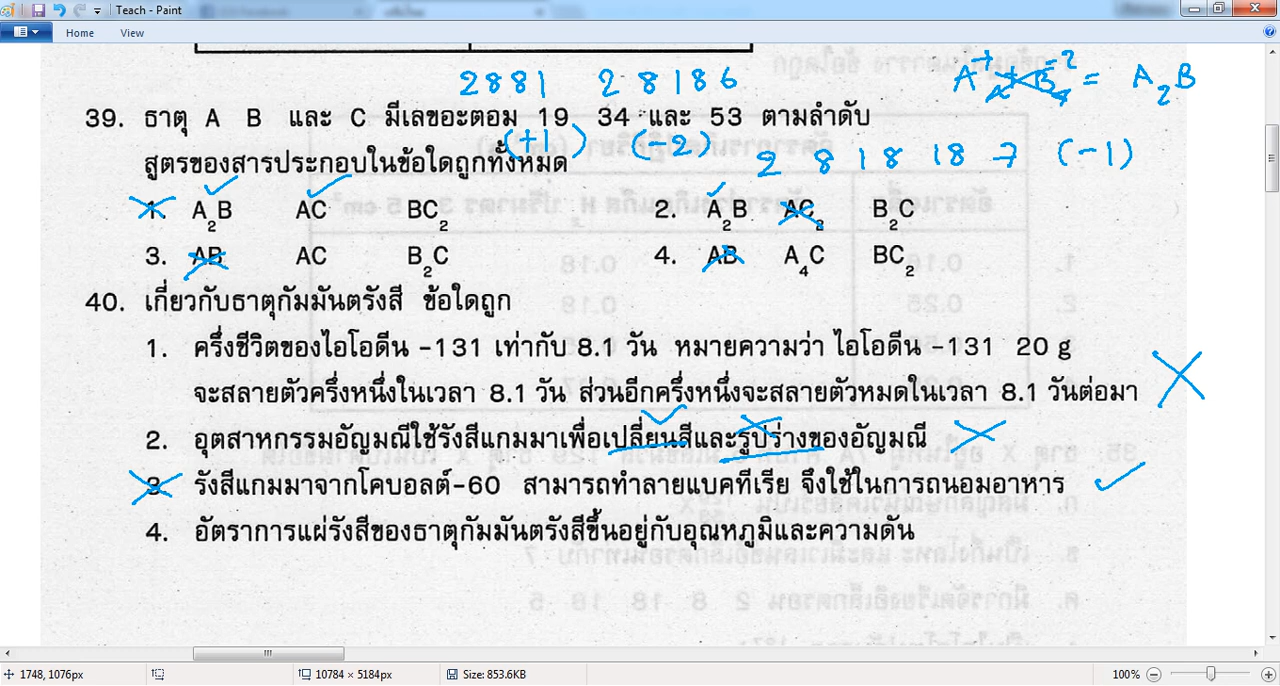 Teach - Paint
Home View
2 8 8 1 2 8 18 6 A⁺ + B⁻² = A₂B
39. ธาตุ A B และ C มีเลขอะตอม 19 34 และ 53 ตามลำดับ
(+1) (-2) 2 8 18 18 7 (-1)
สูตรของสารประกอบในข้อใดถูกทั้งหมด
1. A₂B AC BC₂ 2. A₂B AC₂ B₂C
3. AB AC B₂C 4. AB A₄C BC₂
40. เกี่ยวกับธาตุกัมมันตรังสี ข้อใดถูก
1. ครึ่งชีวิตของไอโอดีน -131 เท่ากับ 8.1 วัน หมายความว่า ไอโอดีน -131 20 g
จะสลายตัวครึ่งหนึ่งในเวลา 8.1 วัน ส่วนอีกครึ่งหนึ่งจะสลายตัวหมดในเวลา 8.1 วันต่อมา
2. อุตสาหกรรมอัญมณีใช้รังสีแกมมาเพื่อเปลี่ยนสีและรูปร่างของอัญมณี
3. รังสีแกมมาจากโคบอลต์-60 สามารถทำลายแบคทีเรีย จึงใช้ในการถนอมอาหาร
4. อัตราการแผ่รังสีของธาตุกัมมันตรังสีขึ้นอยู่กับอุณหภูมิและความดัน
1748, 1076px 10784 × 5184px Size: 853.6KB 100%